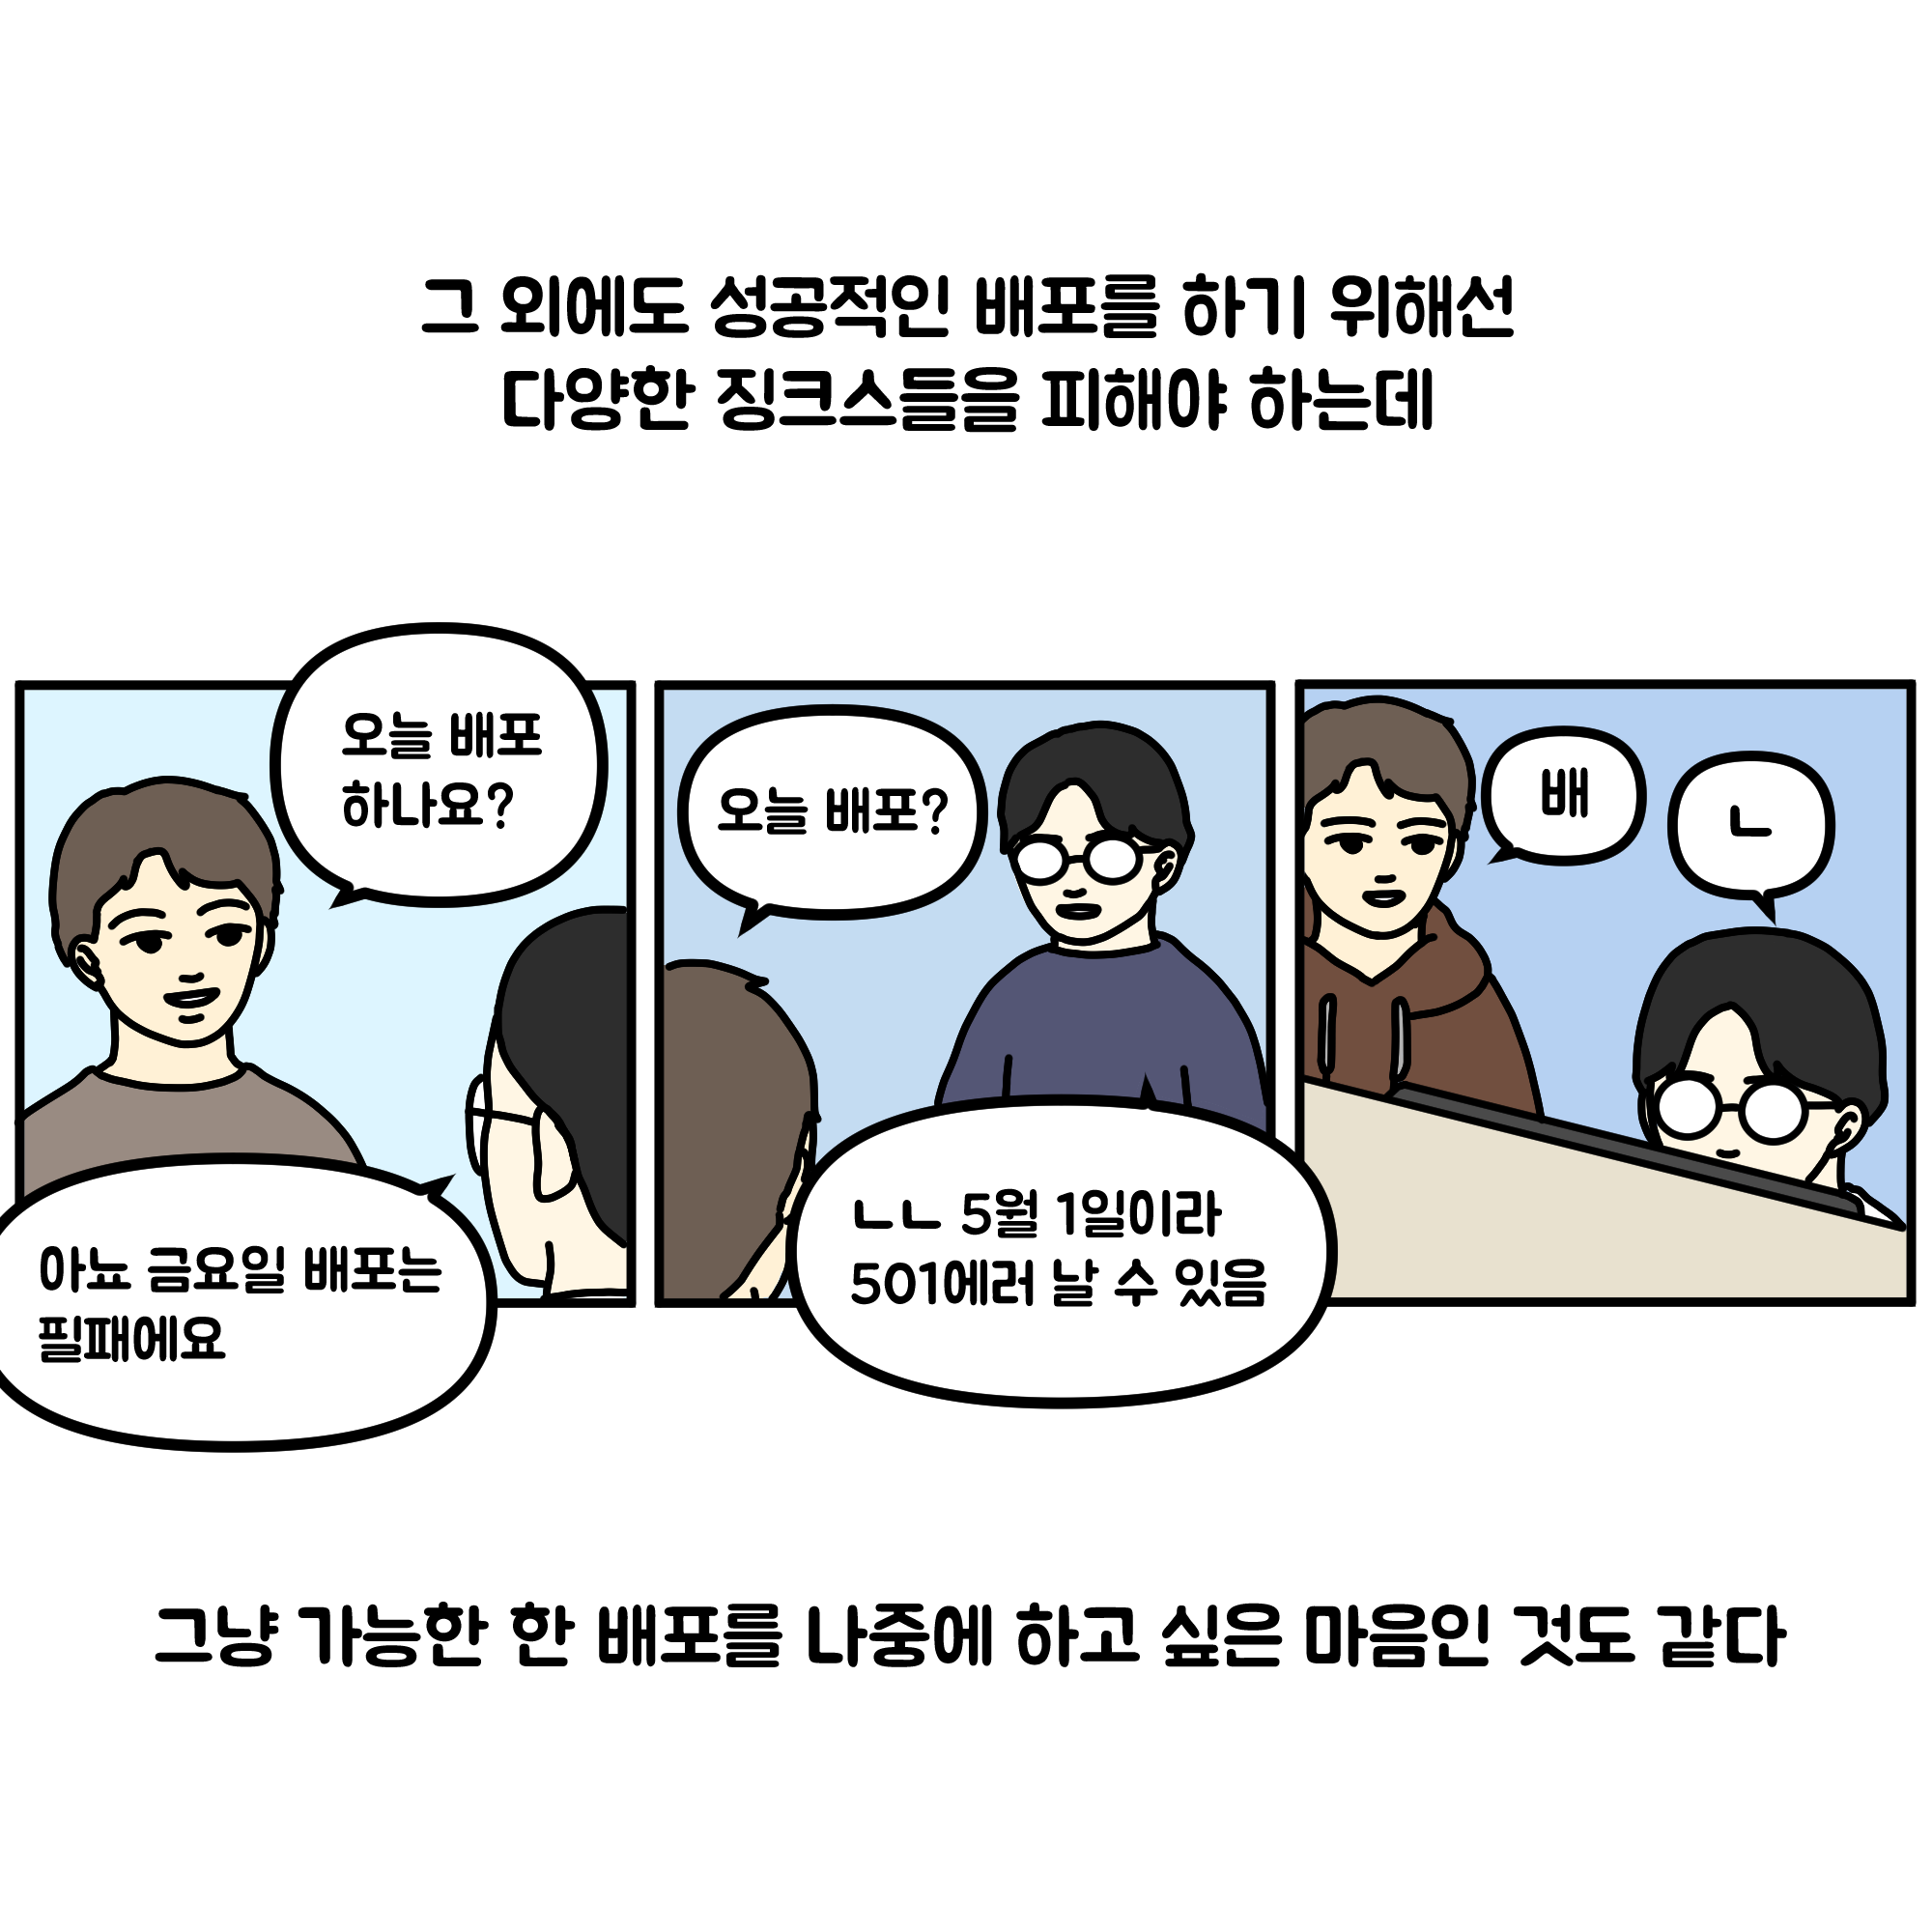 그 외에도 성공적인 배포를 하기 위해선
다양한 징크스들을 피해야 하는데
오늘 배포
하나요?
아뇨 금요일 배포는
필패에요
오늘 배포?
ㄴㄴ 5월 1일이라
501에러 날 수 있음
배
ㄴ
그냥 가능한 한 배포를 나중에 하고 싶은 마음인 것도 같다